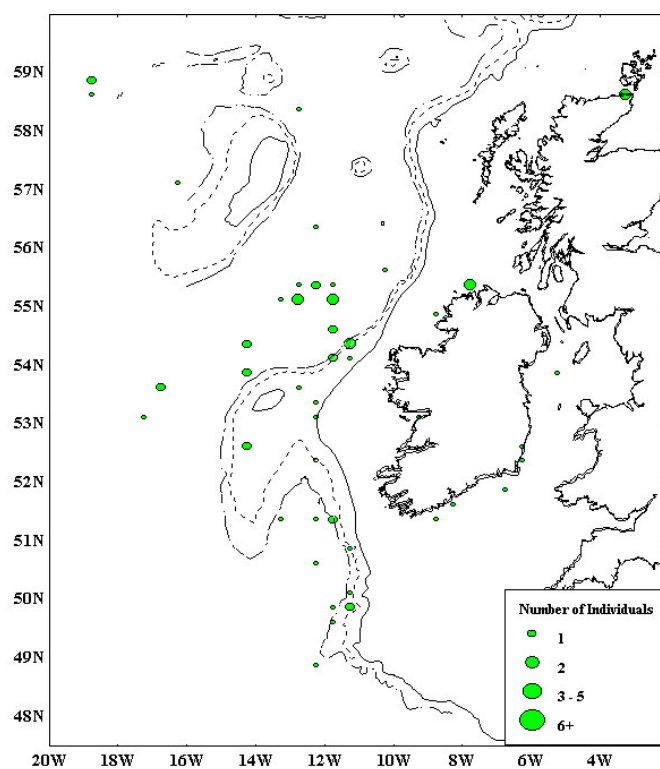 59N
58N
57N
56N
55N
54N
53N
52N
51N
50N
49N
48N
Number of Individuals
1
2
3 - 5
6+
20W 18W 16W 14W 12W 10W 8W 6W 4W